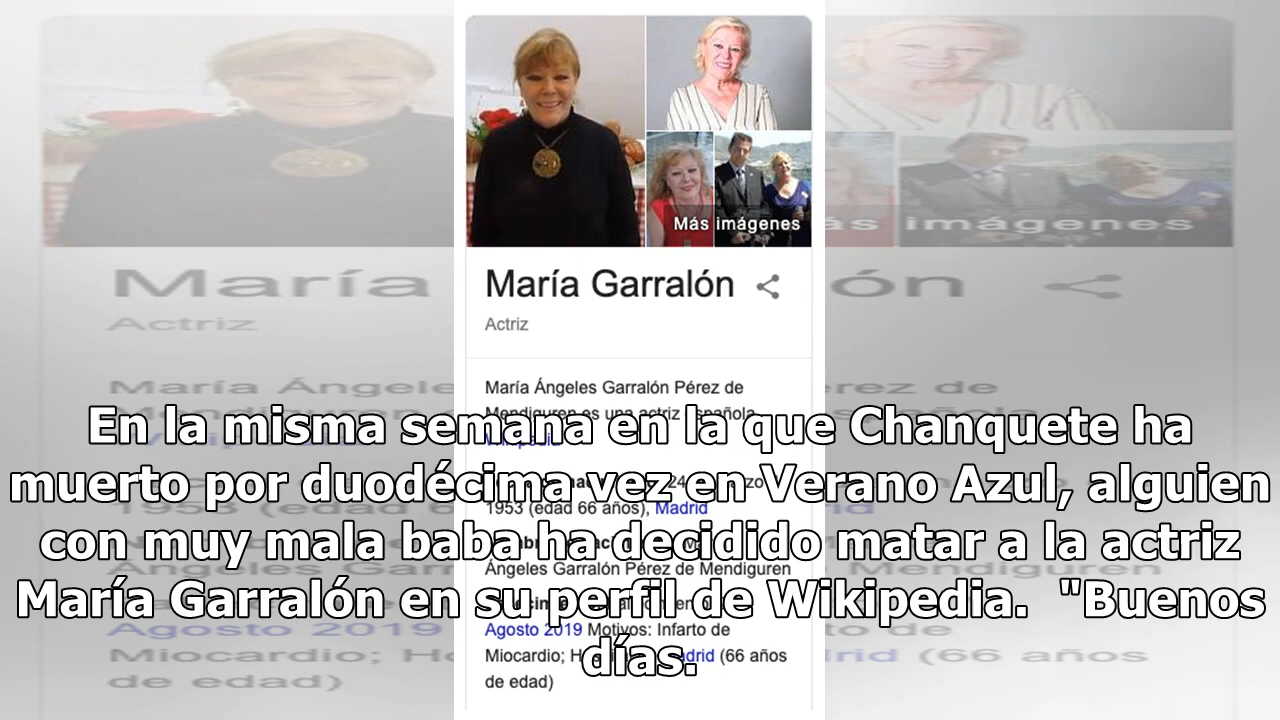 Más imágenes
María Garralón
Actriz
María Ángeles Garralón Pérez de
Mendiguren es una actriz española.
Wikipedia
1953 (edad 66 años), Madrid
Ángeles Garralón Pérez de Mendiguren
Agosto 2019 Motivos: Infarto de
Miocardio; Madrid (66 años
de edad)
En la misma semana en la que Chanquete ha
muerto por duodécima vez en Verano Azul, alguien
con muy mala baba ha decidido matar a la actriz
María Garralón en su perfil de Wikipedia. "Buenos
días.